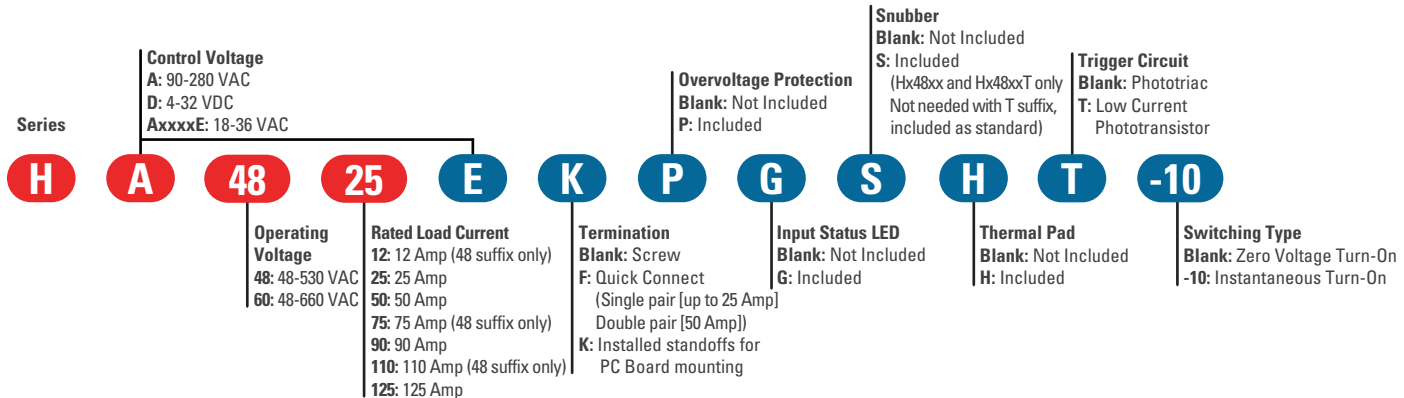 Snubber
Blank: Not Included
S: Included
(Hx48xx and Hx48xxT only
Not needed with T suffix,
included as standard)
Control Voltage
A: 90-280 VAC
D: 4-32 VDC
AxxxxE: 18-36 VAC
Overvoltage Protection
Blank: Not Included
P: Included
Trigger Circuit
Blank: Phototriac
T: Low Current
Phototransistor
Series
H A 48 25 E K P G S H T -10
Operating
Voltage
48: 48-530 VAC
60: 48-660 VAC
Rated Load Current
12: 12 Amp (48 suffix only)
25: 25 Amp
50: 50 Amp
75: 75 Amp (48 suffix only)
90: 90 Amp
110: 110 Amp (48 suffix only)
125: 125 Amp
Termination
Blank: Screw
F: Quick Connect
(Single pair [up to 25 Amp]
Double pair [50 Amp])
K: Installed standoffs for
PC Board mounting
Input Status LED
Blank: Not Included
G: Included
Thermal Pad
Blank: Not Included
H: Included
Switching Type
Blank: Zero Voltage Turn-On
-10: Instantaneous Turn-On